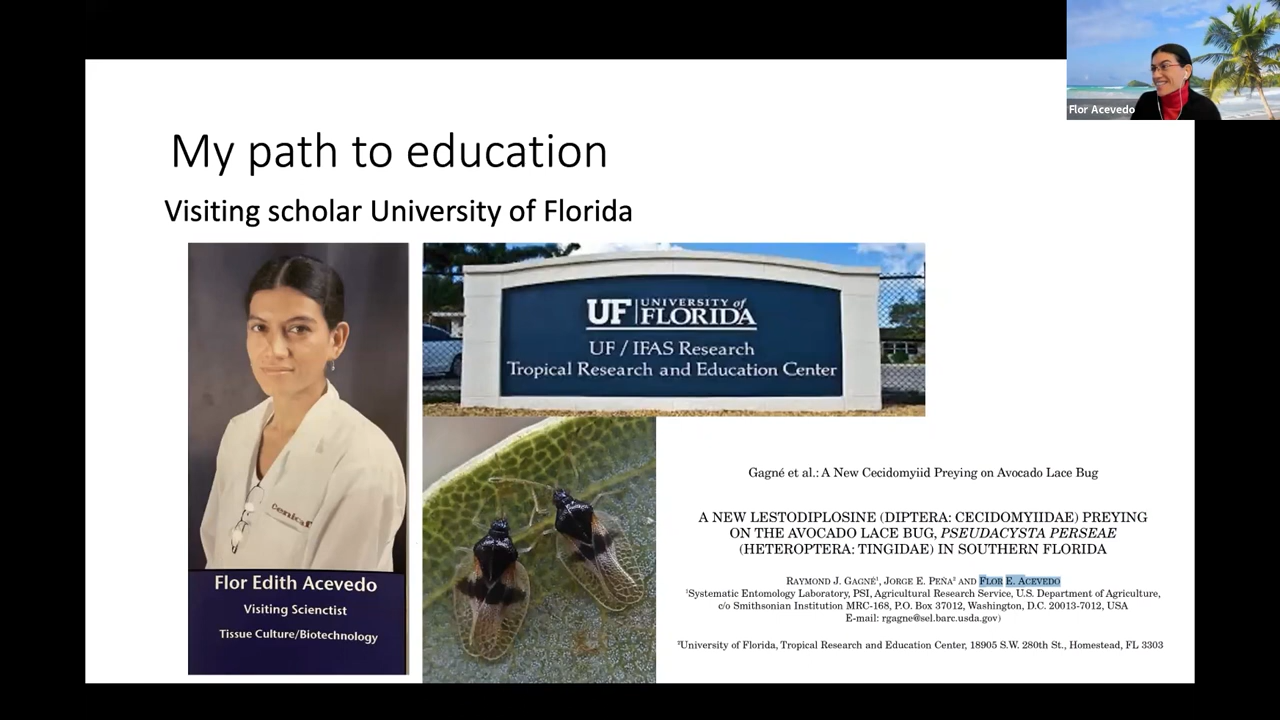 Flor Acevedo
My path to education
Visiting scholar University of Florida
UF UNIVERSITY of FLORIDA
UF / IFAS Research
Tropical Research and Education Center
Cenicafé
Flor Edith Acevedo
Visiting Scienctist
Tissue Culture/Biotechnology
Gagné et al.: A New Cecidomyiid Preying on Avocado Lace Bug
A NEW LESTODIPLOSINE (DIPTERA: CECIDOMYIIDAE) PREYING
ON THE AVOCADO LACE BUG, PSEUDACYSTA PERSEAE
(HETEROPTERA: TINGIDAE) IN SOUTHERN FLORIDA
RAYMOND J. GAGNÉ¹, JORGE E. PEÑA² AND FLOR E. ACEVEDO
¹Systematic Entomology Laboratory, PSI, Agricultural Research Service, U.S. Department of Agriculture,
c/o Smithsonian Institution MRC-168, P.O. Box 37012, Washington, D.C. 20013-7012, USA
E-mail: rgagne@sel.barc.usda.gov)
²University of Florida, Tropical Research and Education Center, 18905 S.W. 280th St., Homestead, FL 3303